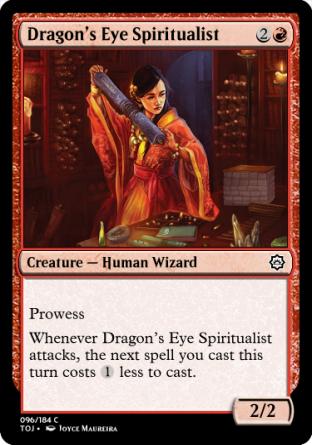 Dragon's Eye Spiritualist 2
Creature — Human Wizard
Prowess
Whenever Dragon's Eye Spiritualist
attacks, the next spell you cast this
turn costs 1 less to cast.
2/2
096/184 C
TOJ • Joyce Maureira